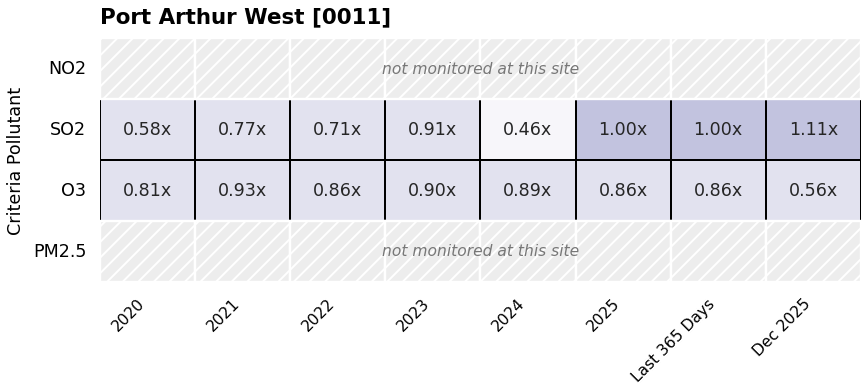 Port Arthur West [0011]
Criteria Pollutant
NO2 not monitored at this site
SO2 0.58x 0.77x 0.71x 0.91x 0.46x 1.00x 1.00x 1.11x
O3 0.81x 0.93x 0.86x 0.90x 0.89x 0.86x 0.86x 0.56x
PM2.5 not monitored at this site
2020 2021 2022 2023 2024 2025 Last 365 Days Dec 2025